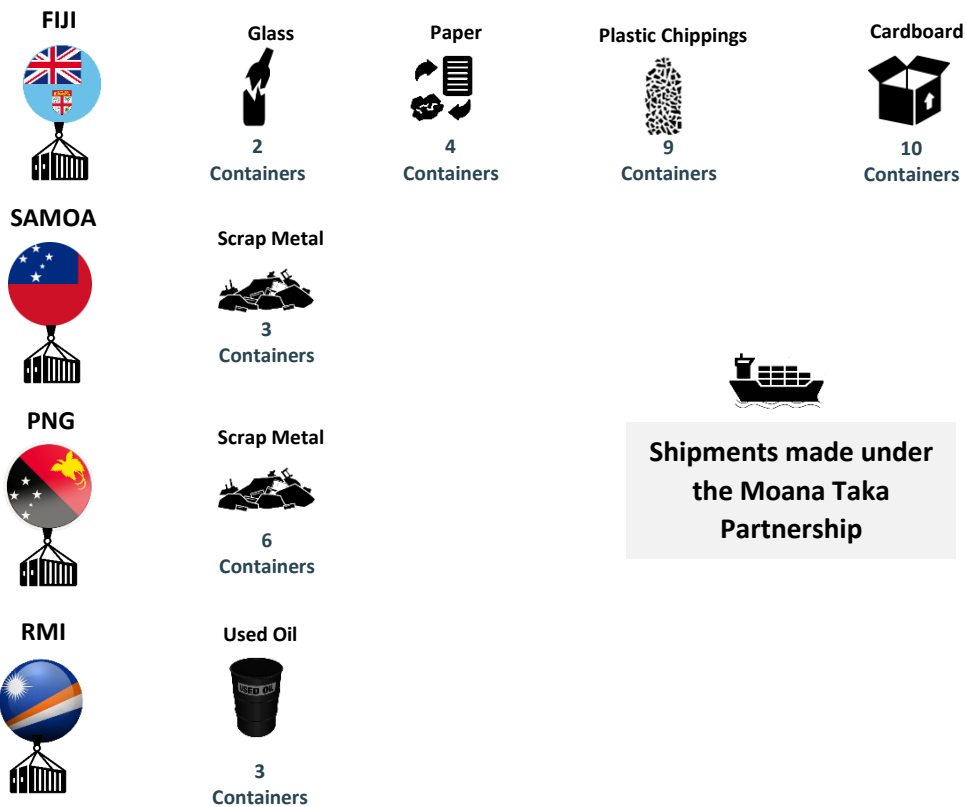 FIJI
Glass
Paper
Plastic Chippings
Cardboard
2
Containers
4
Containers
9
Containers
10
Containers
SAMOA
Scrap Metal
3
Containers
PNG
Scrap Metal
6
Containers
Shipments made under
the Moana Taka
Partnership
RMI
Used Oil
USED OIL
3
Containers